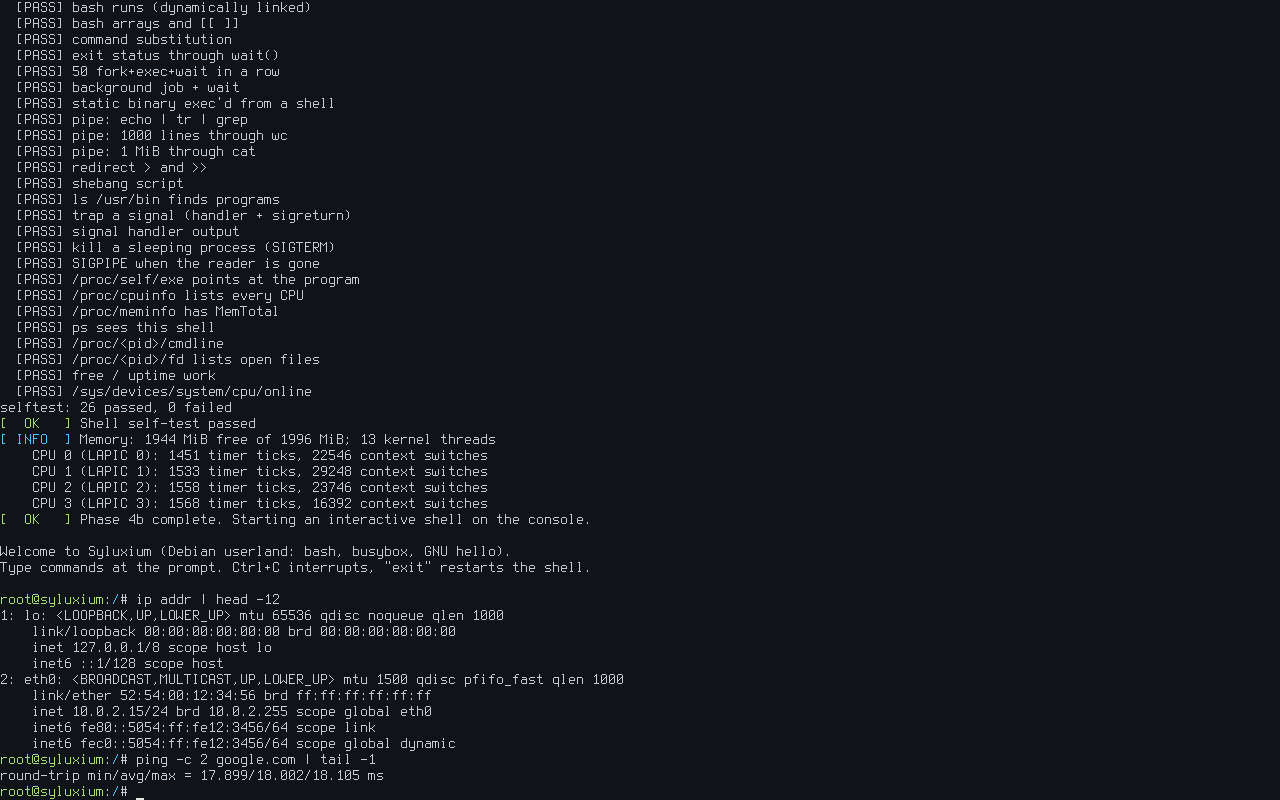 [PASS] bash runs (dynamically linked)
[PASS] bash arrays and [[ ]]
[PASS] command substitution
[PASS] exit status through wait()
[PASS] 50 fork+exec+wait in a row
[PASS] background job + wait
[PASS] static binary exec'd from a shell
[PASS] pipe: echo | tr | grep
[PASS] pipe: 1000 lines through wc
[PASS] pipe: 1 MiB through cat
[PASS] redirect > and >>
[PASS] shebang script
[PASS] ls /usr/bin finds programs
[PASS] trap a signal (handler + sigreturn)
[PASS] signal handler output
[PASS] kill a sleeping process (SIGTERM)
[PASS] SIGPIPE when the reader is gone
[PASS] /proc/self/exe points at the program
[PASS] /proc/cpuinfo lists every CPU
[PASS] /proc/meminfo has MemTotal
[PASS] ps sees this shell
[PASS] /proc/<pid>/cmdline
[PASS] /proc/<pid>/fd lists open files
[PASS] free / uptime work
[PASS] /sys/devices/system/cpu/online
selftest: 26 passed, 0 failed
[  OK   ] Shell self-test passed
[ INFO  ] Memory: 1944 MiB free of 1996 MiB; 13 kernel threads
    CPU 0 (LAPIC 0): 1451 timer ticks, 22546 context switches
    CPU 1 (LAPIC 1): 1533 timer ticks, 29248 context switches
    CPU 2 (LAPIC 2): 1558 timer ticks, 23746 context switches
    CPU 3 (LAPIC 3): 1568 timer ticks, 16392 context switches
[  OK   ] Phase 4b complete. Starting an interactive shell on the console.

Welcome to Syluxium (Debian userland: bash, busybox, GNU hello).
Type commands at the prompt. Ctrl+C interrupts, "exit" restarts the shell.

root@syluxium:/# ip addr | head -12
1: lo: <LOOPBACK,UP,LOWER_UP> mtu 65536 qdisc noqueue qlen 1000
    link/loopback 00:00:00:00:00:00 brd 00:00:00:00:00:00
    inet 127.0.0.1/8 scope host lo
    inet6 ::1/128 scope host
2: eth0: <BROADCAST,MULTICAST,UP,LOWER_UP> mtu 1500 qdisc pfifo_fast qlen 1000
    link/ether 52:54:00:12:34:56 brd ff:ff:ff:ff:ff:ff
    inet 10.0.2.15/24 brd 10.0.2.255 scope global eth0
    inet6 fe80::5054:ff:fe12:3456/64 scope link
    inet6 fec0::5054:ff:fe12:3456/64 scope global dynamic
root@syluxium:/# ping -c 2 google.com | tail -1
round-trip min/avg/max = 17.899/18.002/18.105 ms
root@syluxium:/#